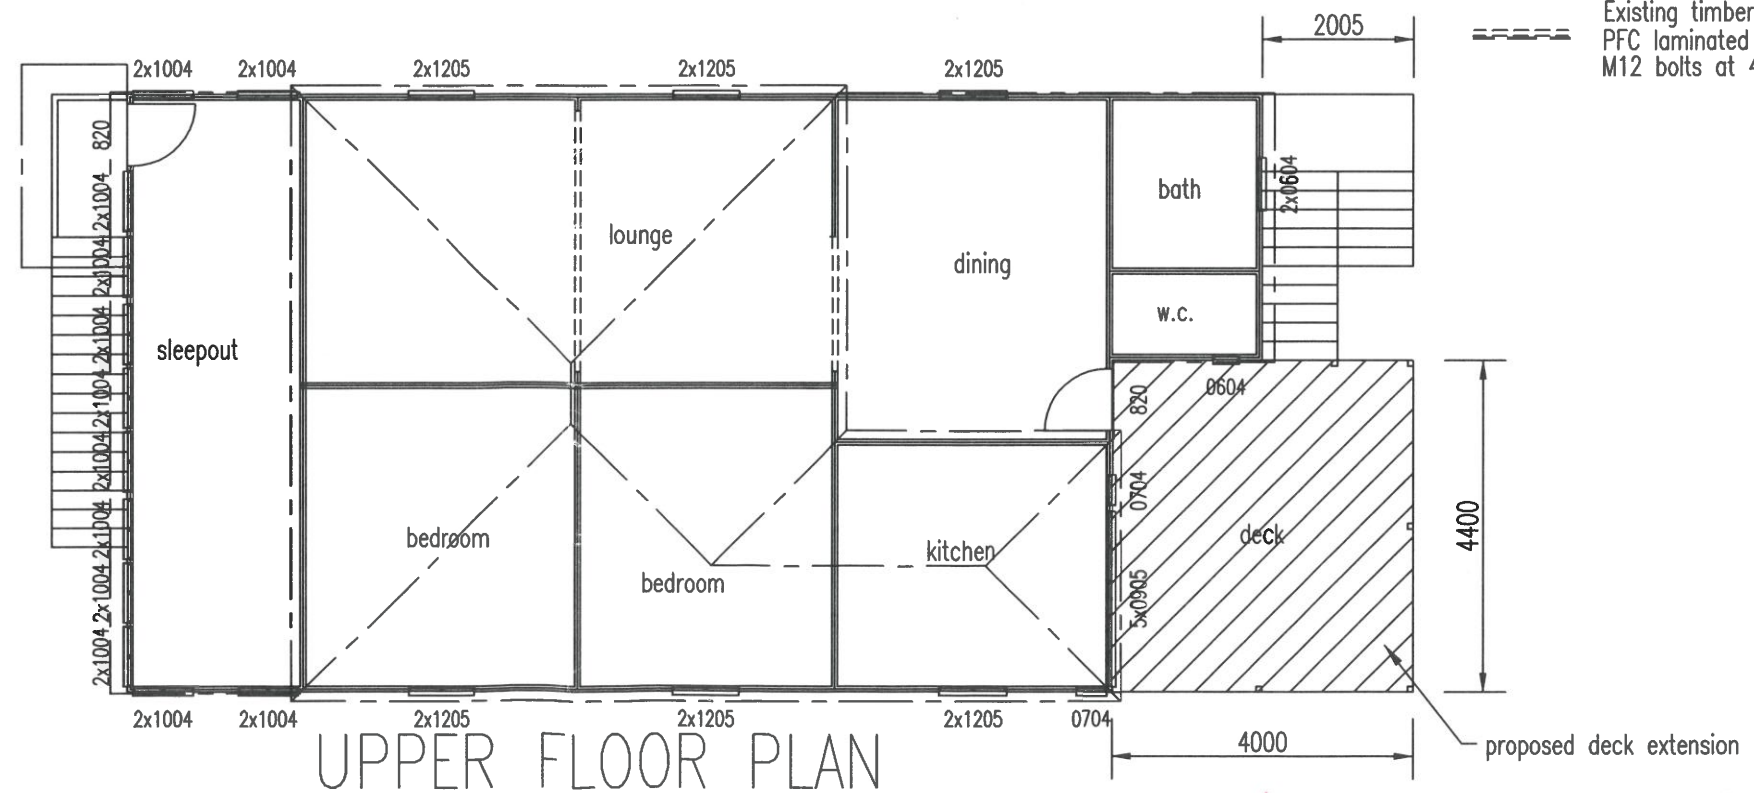 Existing timber
2005
PFC laminated
M12 bolts at 4
2x1004
2x1004
2x1205
2x1205
2x1205
820
2x1004
2x1004
2x1004
2x1004
2x1004
2x1004
2x1004
2x1004
bath
2x0604
lounge
dining
w.c.
sleepout
0604
820
0704
4400
bedroom
kitchen
deck
bedroom
5x0905
2x1004
2x1004
2x1205
2x1205
2x1205
0704
4000
proposed deck extension
UPPER FLOOR PLAN